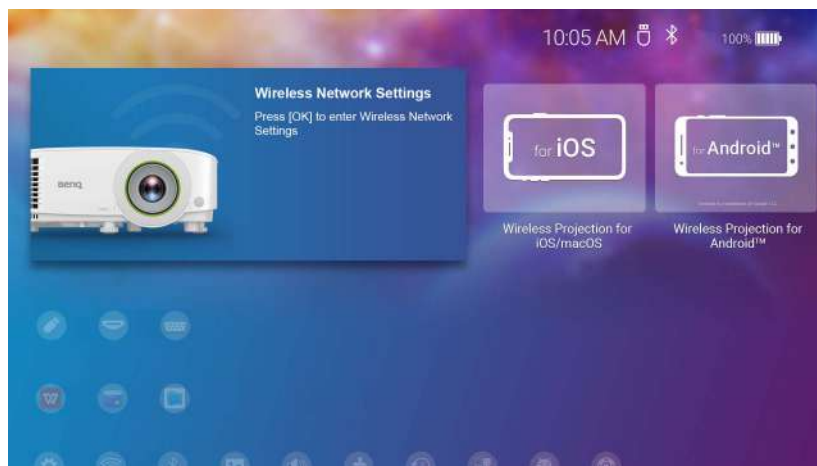 10:05 AM
100%
Wireless Network Settings
Press [OK] to enter Wireless Network
Settings
BenQ
for iOS
for Android™
Wireless Projection for
iOS/macOS
Wireless Projection for
Android™
W